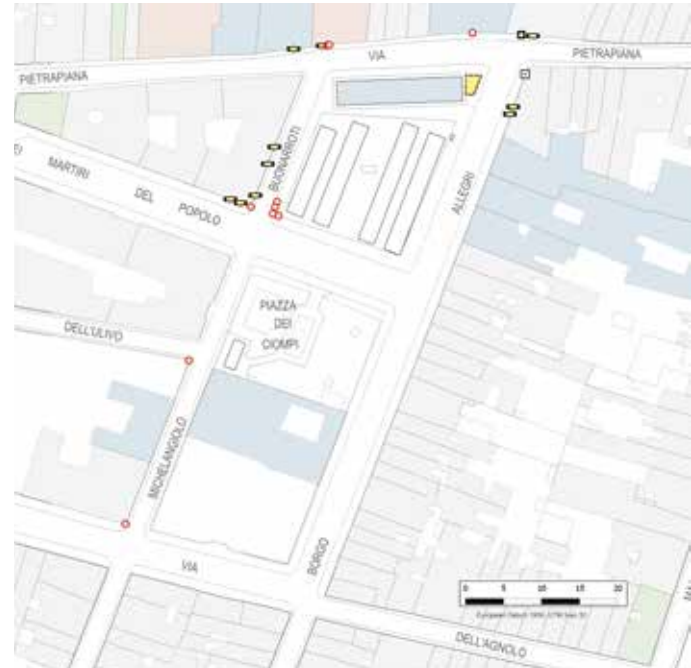 VIA
PIETRAPIANA
PIETRAPIANA
BUONARROTI
EI MARTIRI DEL POPOLO
ALLEGRI
PIAZZA
DEI
CIOMPI
DELL'ULIVO
MICHELANGIOLO
VIA
BORGO
DELL'AGNOLO
0 5 10 15 20